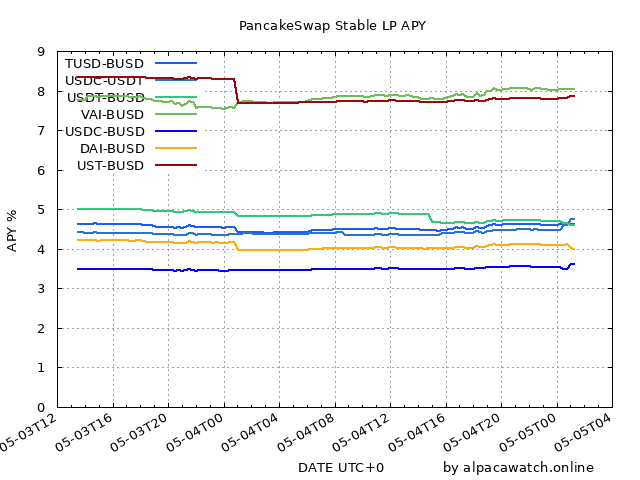 PancakeSwap Stable LP APY
9
8
7
6
5
4
3
2
1
0
APY %
TUSD-BUSD
USDC-USDT
USDT-BUSD
VAI-BUSD
USDC-BUSD
DAI-BUSD
UST-BUSD
05-03T12
05-03T16
05-03T20
05-04T00
05-04T04
05-04T08
05-04T12
05-04T16
05-04T20
05-05T00
05-05T04
DATE UTC+0
by alpacawatch.online